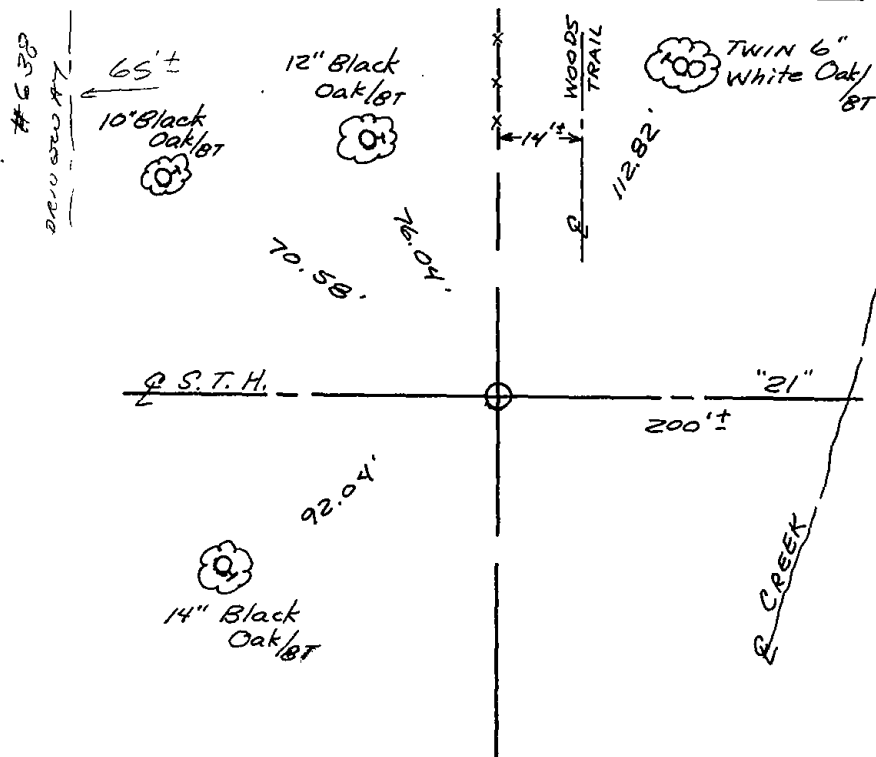 #638
DRIVEWAY
65'±
10" Black
Oak/BT
12" Black
Oak/BT
WOODS
TRAIL
TWIN 6"
White Oak/
BT
14'±
112.82'
℄
70.58'
76.04'
℄ S.T.H.
"21"
200'±
92.04'
14" Black
Oak/BT
℄ CREEK